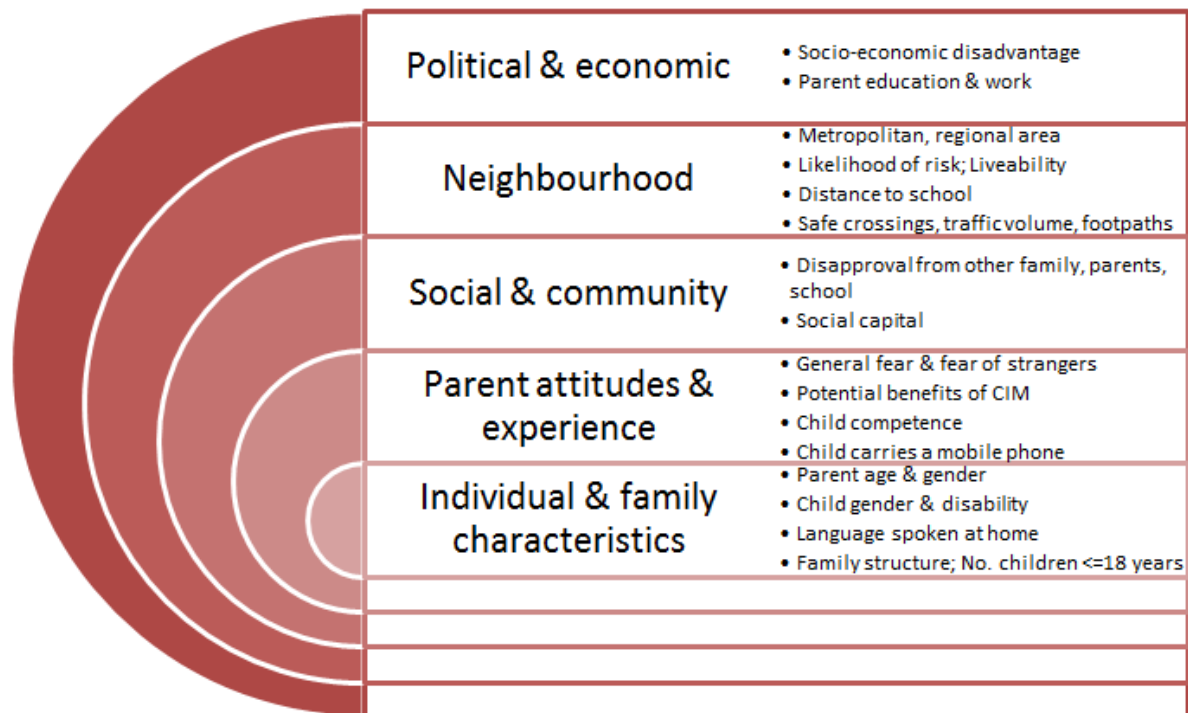 Political & economic
• Socio-economic disadvantage
• Parent education & work
Neighbourhood
• Metropolitan, regional area
• Likelihood of risk; Liveability
• Distance to school
• Safe crossings, traffic volume, footpaths
Social & community
• Disapproval from other family, parents,
school
• Social capital
Parent attitudes &
experience
• General fear & fear of strangers
• Potential benefits of CIM
• Child competence
• Child carries a mobile phone
Individual & family
characteristics
• Parent age & gender
• Child gender & disability
• Language spoken at home
• Family structure; No. children <=18 years